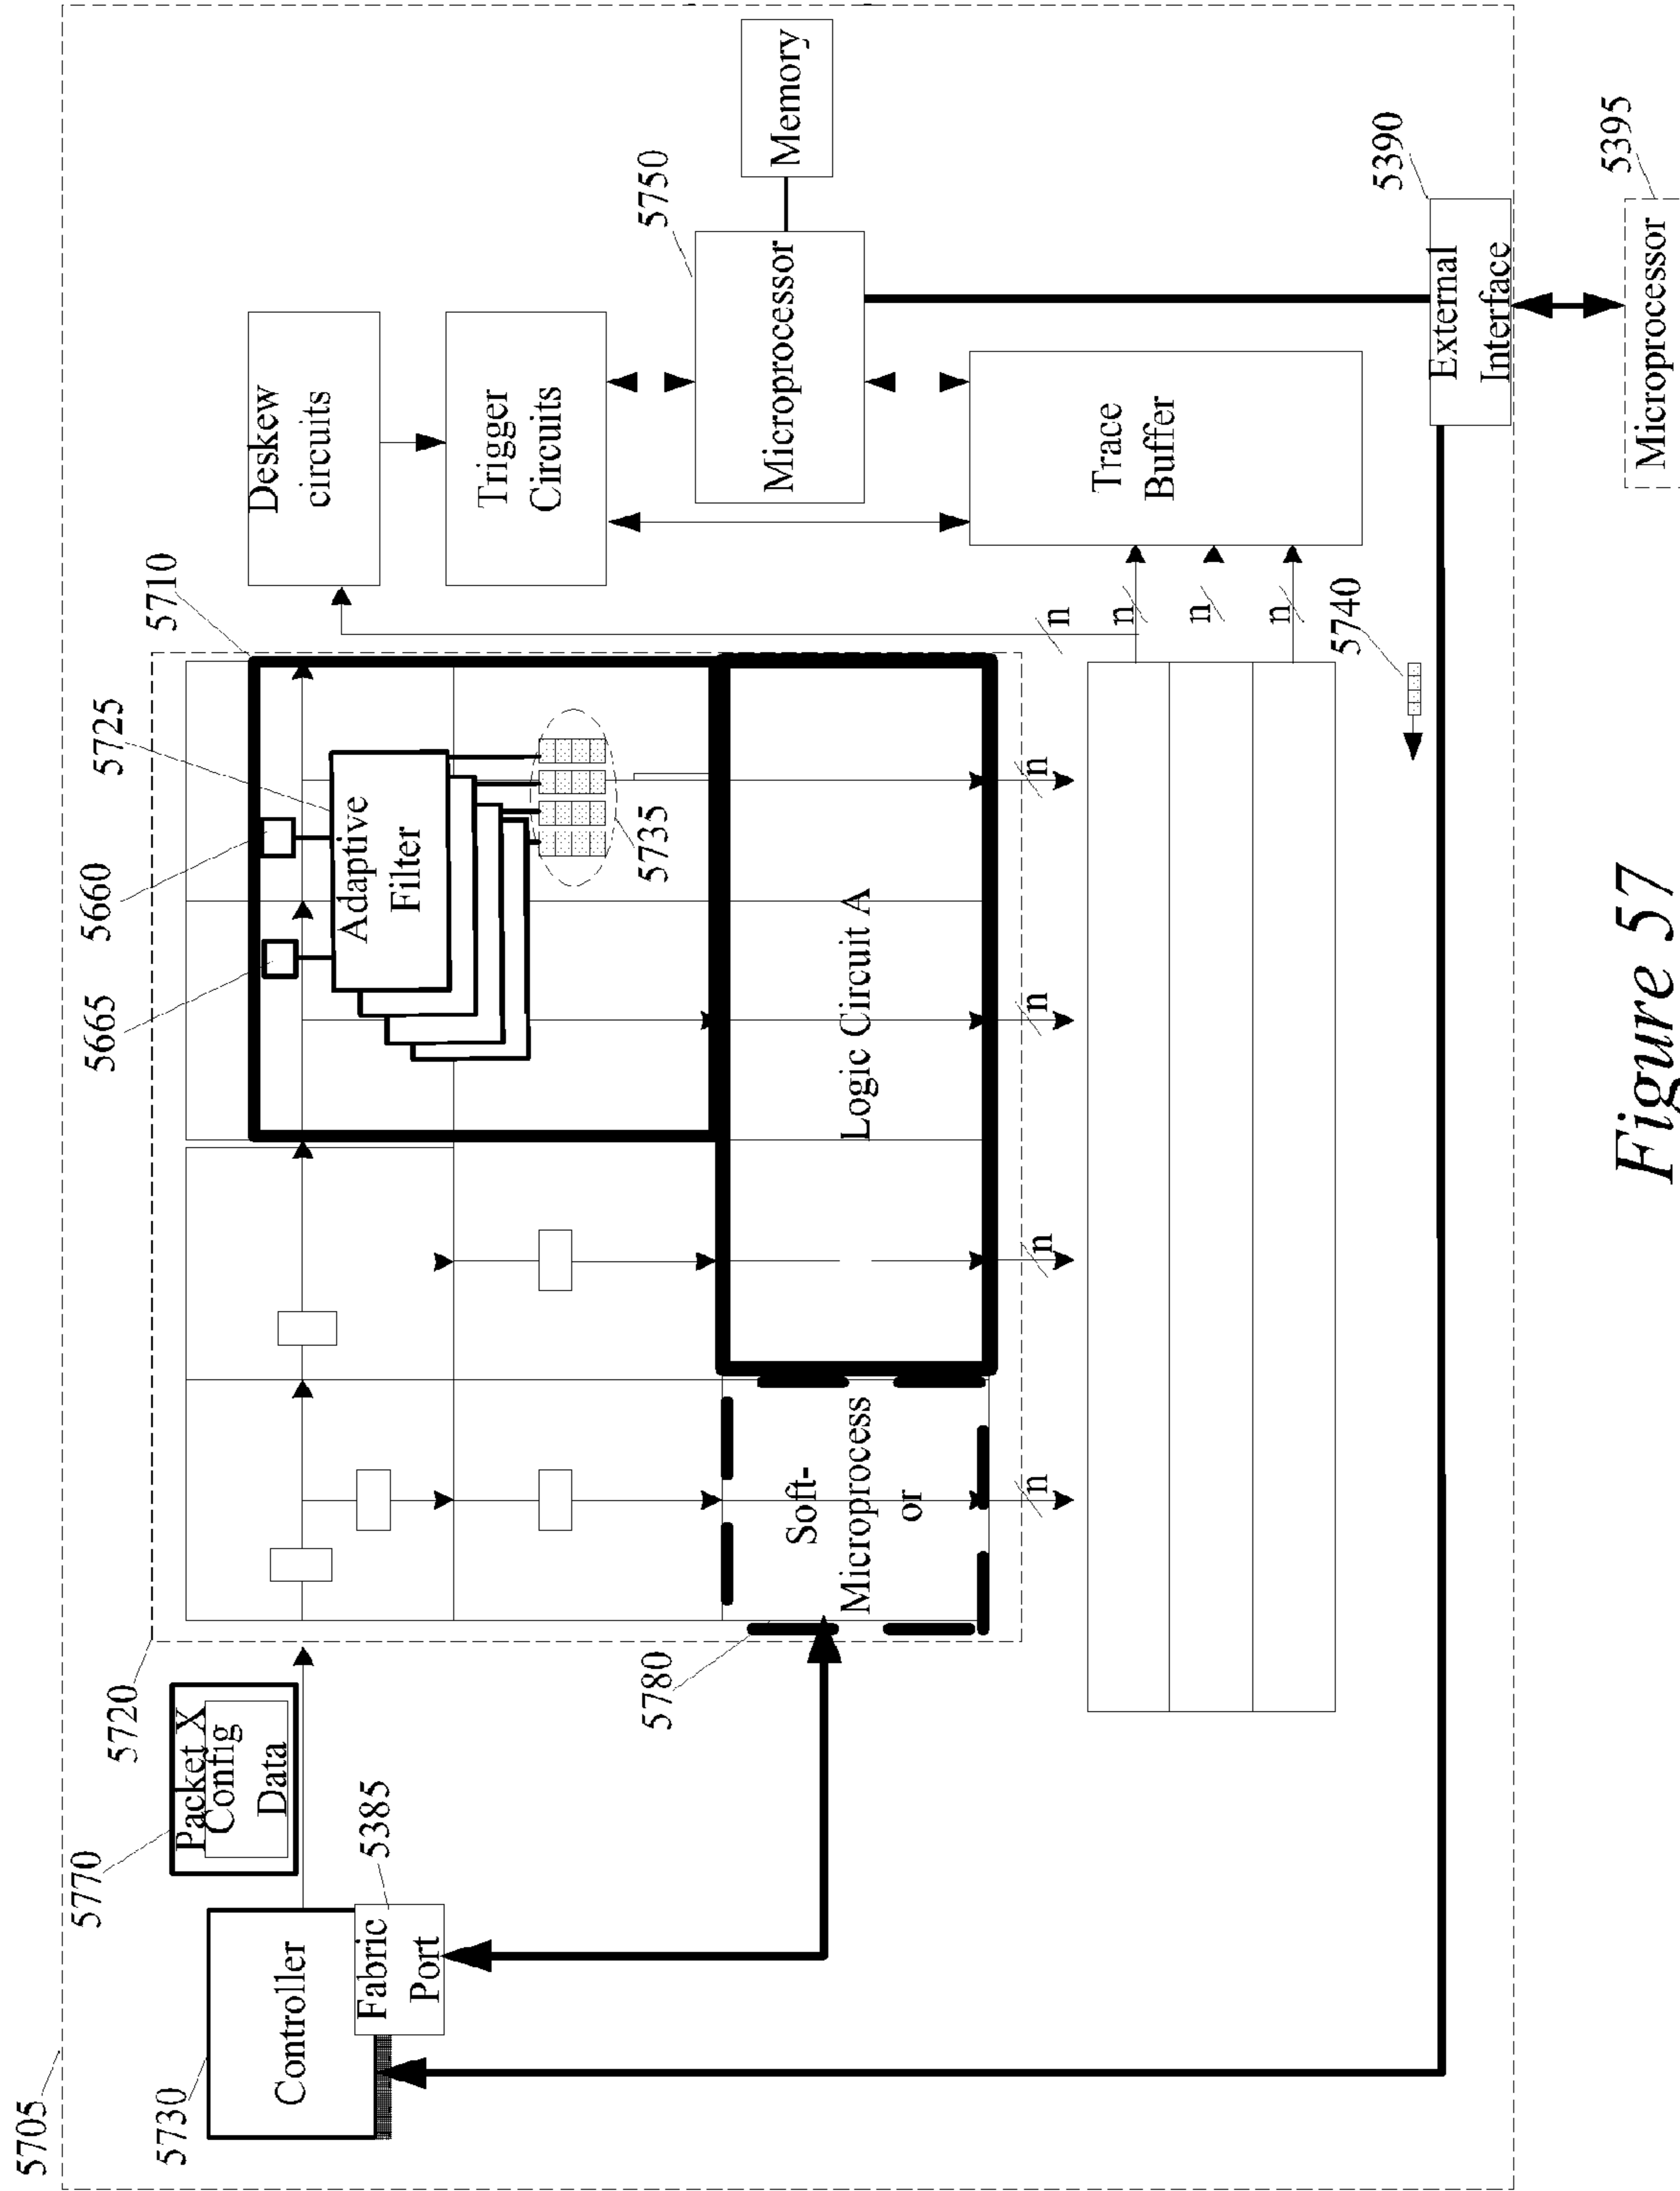 5705
5730
Controller
Fabric
Port
5385
5770
Packet X
Config
Data
5720
5780
Soft-
Microprocess
or
5665
5660
5725
5710
Adaptive
Filter
5735
Logic Circuit A
n
n
n
n
n
n
n
n
5740
Deskew
circuits
Trigger
Circuits
5750
Microprocessor
Memory
Trace
Buffer
5390
External
Interface
5395
Microprocessor
Figure 57